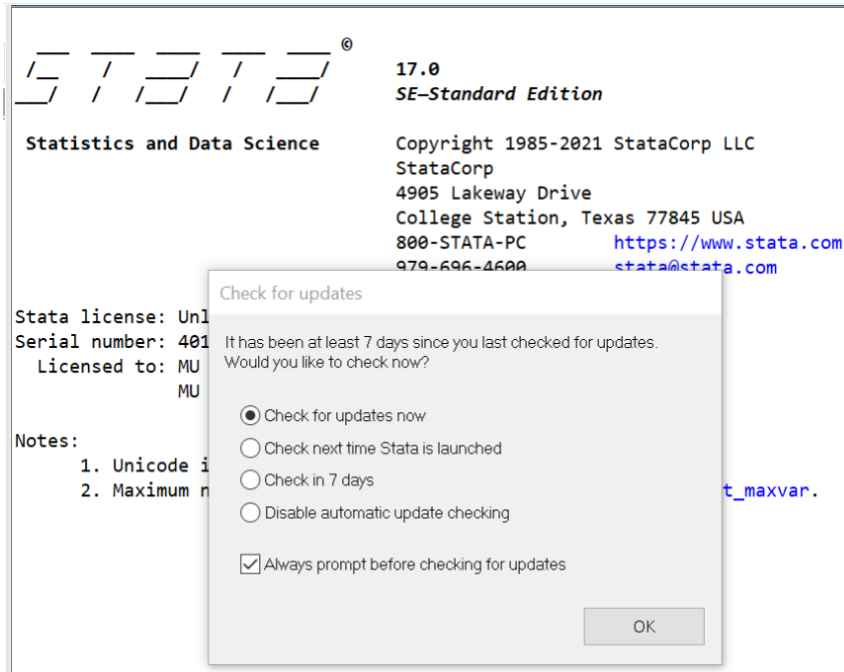 ©
17.0
SE—Standard Edition
Statistics and Data Science
Copyright 1985-2021 StataCorp LLC
StataCorp
4905 Lakeway Drive
College Station, Texas 77845 USA
800-STATA-PC https://www.stata.com
979-696-4600 stata@stata.com
Stata license:
Serial number: 401
Licensed to: MU
MU
Notes:
1. Unicode
2. Maximum
t_maxvar.
Check for updates
It has been at least 7 days since you last checked for updates.
Would you like to check now?
Check for updates now
Check next time Stata is launched
Check in 7 days
Disable automatic update checking
Always prompt before checking for updates
OK